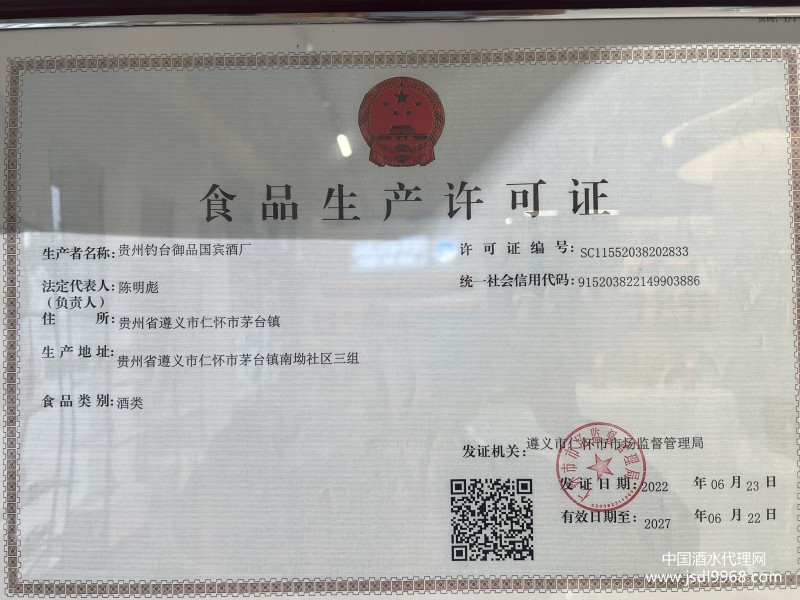 食品生产许可证
生产者名称: 贵州钓台御品国宾酒厂
许可证编号: SC11552038202833
法定代表人: 陈明彪
(负责人)
统一社会信用代码: 915203822149903886
住所: 贵州省遵义市仁怀市茅台镇
生产地址: 贵州省遵义市仁怀市茅台镇南坳社区三组
食品类别: 酒类
发证机关: 遵义市仁怀市市场监督管理局
发证日期: 2022 年 06 月 23 日
有效日期至: 2027 年 06 月 22 日
中国酒水代理网
www.jsdl9968.com